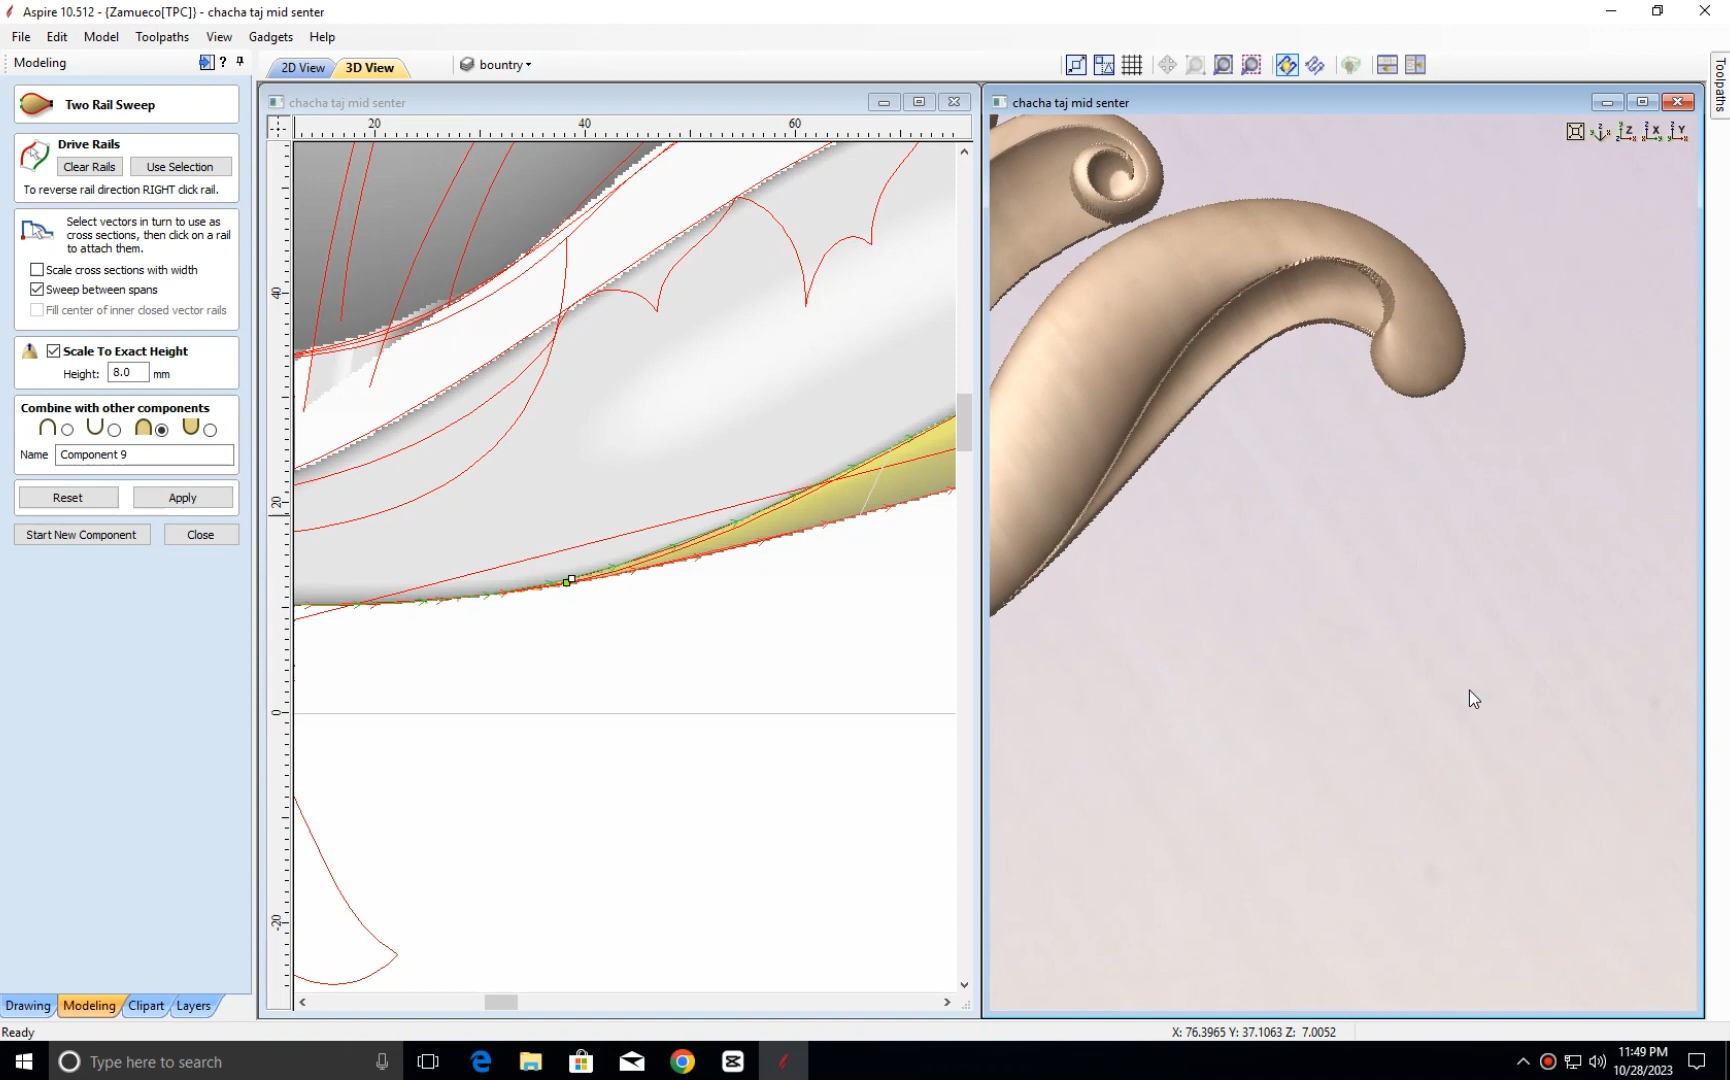 Aspire 10.512 - {Zamueco[TPC]} - chacha taj mid senter
File Edit Model Toolpaths View Gadgets Help
Modeling ?
2D View 3D View bountry
Toolpaths
Two Rail Sweep
Drive Rails
Clear Rails Use Selection
To reverse rail direction RIGHT click rail.
Select vectors in turn to use as
cross sections, then click on a rail
to attach them.
Scale cross sections with width
Sweep between spans
Fill center of inner closed vector rails
Scale To Exact Height
Height: 8.0 mm
Combine with other components
Name Component 9
Reset Apply
Start New Component Close
Drawing Modeling Clipart Layers
chacha taj mid senter
20 40 60
40
20
0
-20
chacha taj mid senter
Ready
X: 76.3965 Y: 37.1063 Z: 7.0052
Type here to search
11:49 PM
10/28/2023